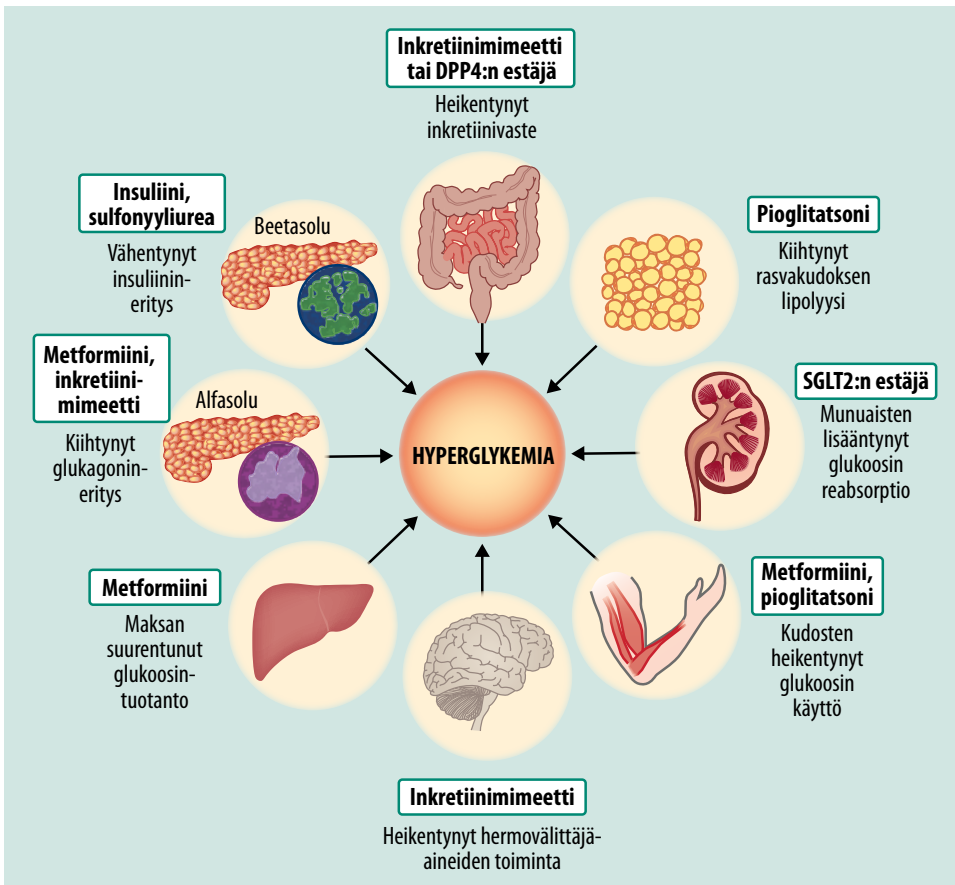 Inkretiinimimeetti
tai DPP4:n estäjä
Heikentynyt
inkretiinivaste
Insuliini,
sulfonyyliurea
Vähentynyt
insuliinin-
eritys
Beetasolu
Pioglitatsoni
Kiihtynyt
rasvakudoksen
lipolyysi
Metformiini,
inkretiini-
mimeetti
Kiihtynyt
glukagonin-
eritys
Alfasolu
HYPERGLYKEMIA
SGLT2:n estäjä
Munuaisten
lisääntynyt
glukoosin
reabsorptio
Metformiini
Maksan
suurentunut
glukoosin-
tuotanto
Metformiini,
pioglitatsoni
Kudosten
heikentynyt
glukoosin
käyttö
Inkretiinimimeetti
Heikentynyt hermovälittäjä-
aineiden toiminta